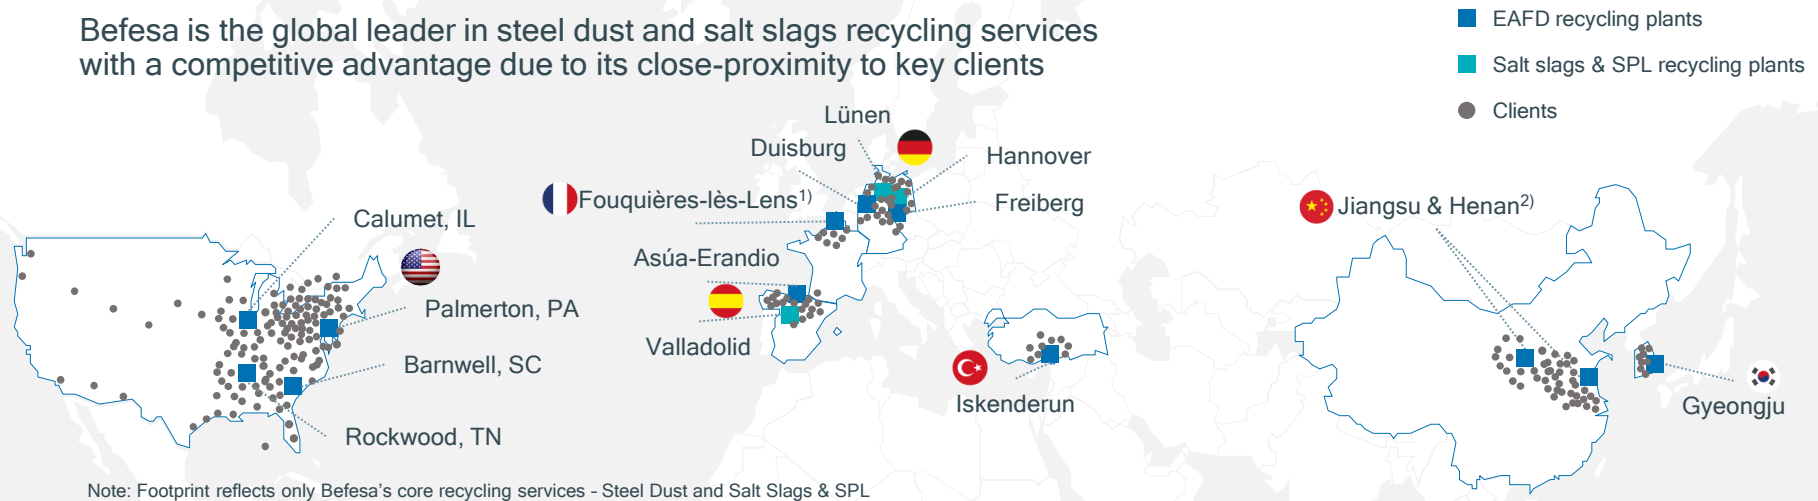 Befesa is the global leader in steel dust and salt slags recycling services
with a competitive advantage due to its close-proximity to key clients
EAFD recycling plants
Salt slags & SPL recycling plants
Clients
Lünen
Duisburg
Hannover
Fouquières-lès-Lens1)
Freiberg
Jiangsu & Henan2)
Calumet, IL
Asúa-Erandio
Palmerton, PA
Valladolid
Barnwell, SC
Iskenderun
Gyeongju
Rockwood, TN
Note: Footprint reflects only Befesa's core recycling services - Steel Dust and Salt Slags & SPL